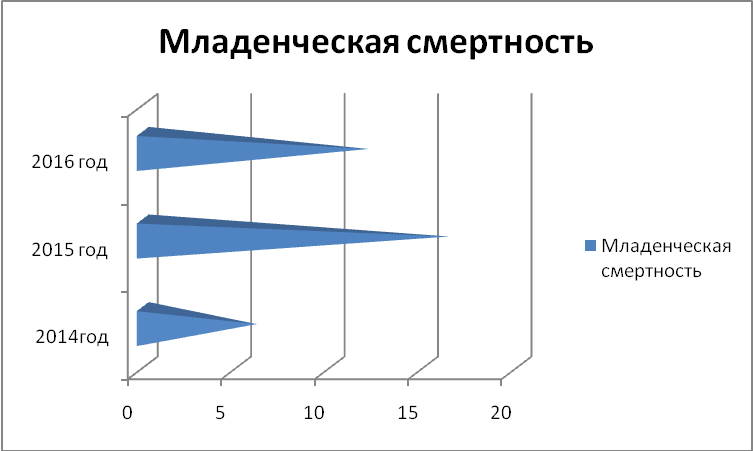 Младенческая смертность
2016 год
2015 год
2014год
0 5 10 15 20
Младенческая
смертность